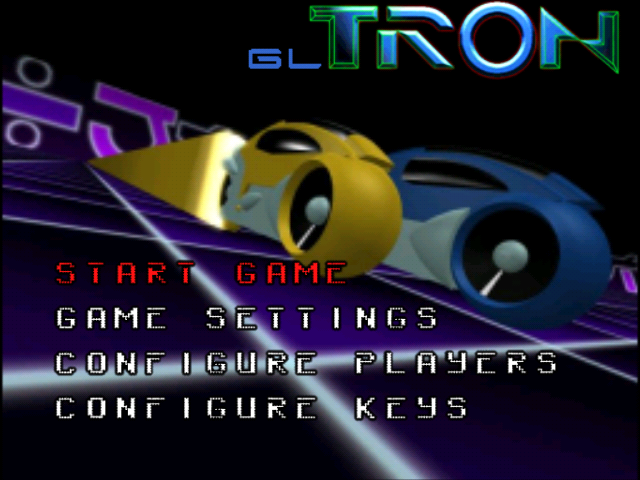 GL TRON
START GAME
GAME SETTINGS
CONFIGURE PLAYERS
CONFIGURE KEYS